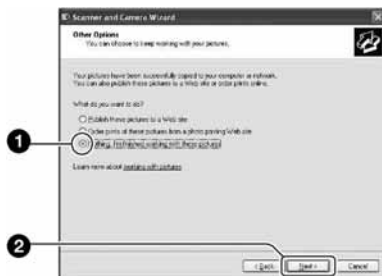 Scanner and Camera Wizard
Other Options
You can choose to keep working with your pictures.
Your pictures have been successfully copied to your computer or network.
You can also publish these pictures to a Web site or order prints online.
What do you want to do?
Publish these pictures to a Web site
Order prints of these pictures from a photo printing Web site
1
Nothing. I'm finished working with these pictures
Learn more about working with pictures.
2
< Back
Next >
Cancel